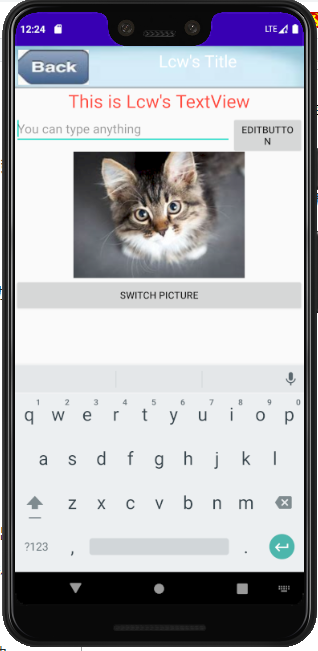 12:24
LTE
Back
Lcw's Title
This is Lcw's TextView
You can type anything
EDITBUTTO
N
SWITCH PICTURE
1 2 3 4 5 6 7 8 9 0
q w e r t y u i o p
a s d f g h j k l
z x c v b n m
?123 , .